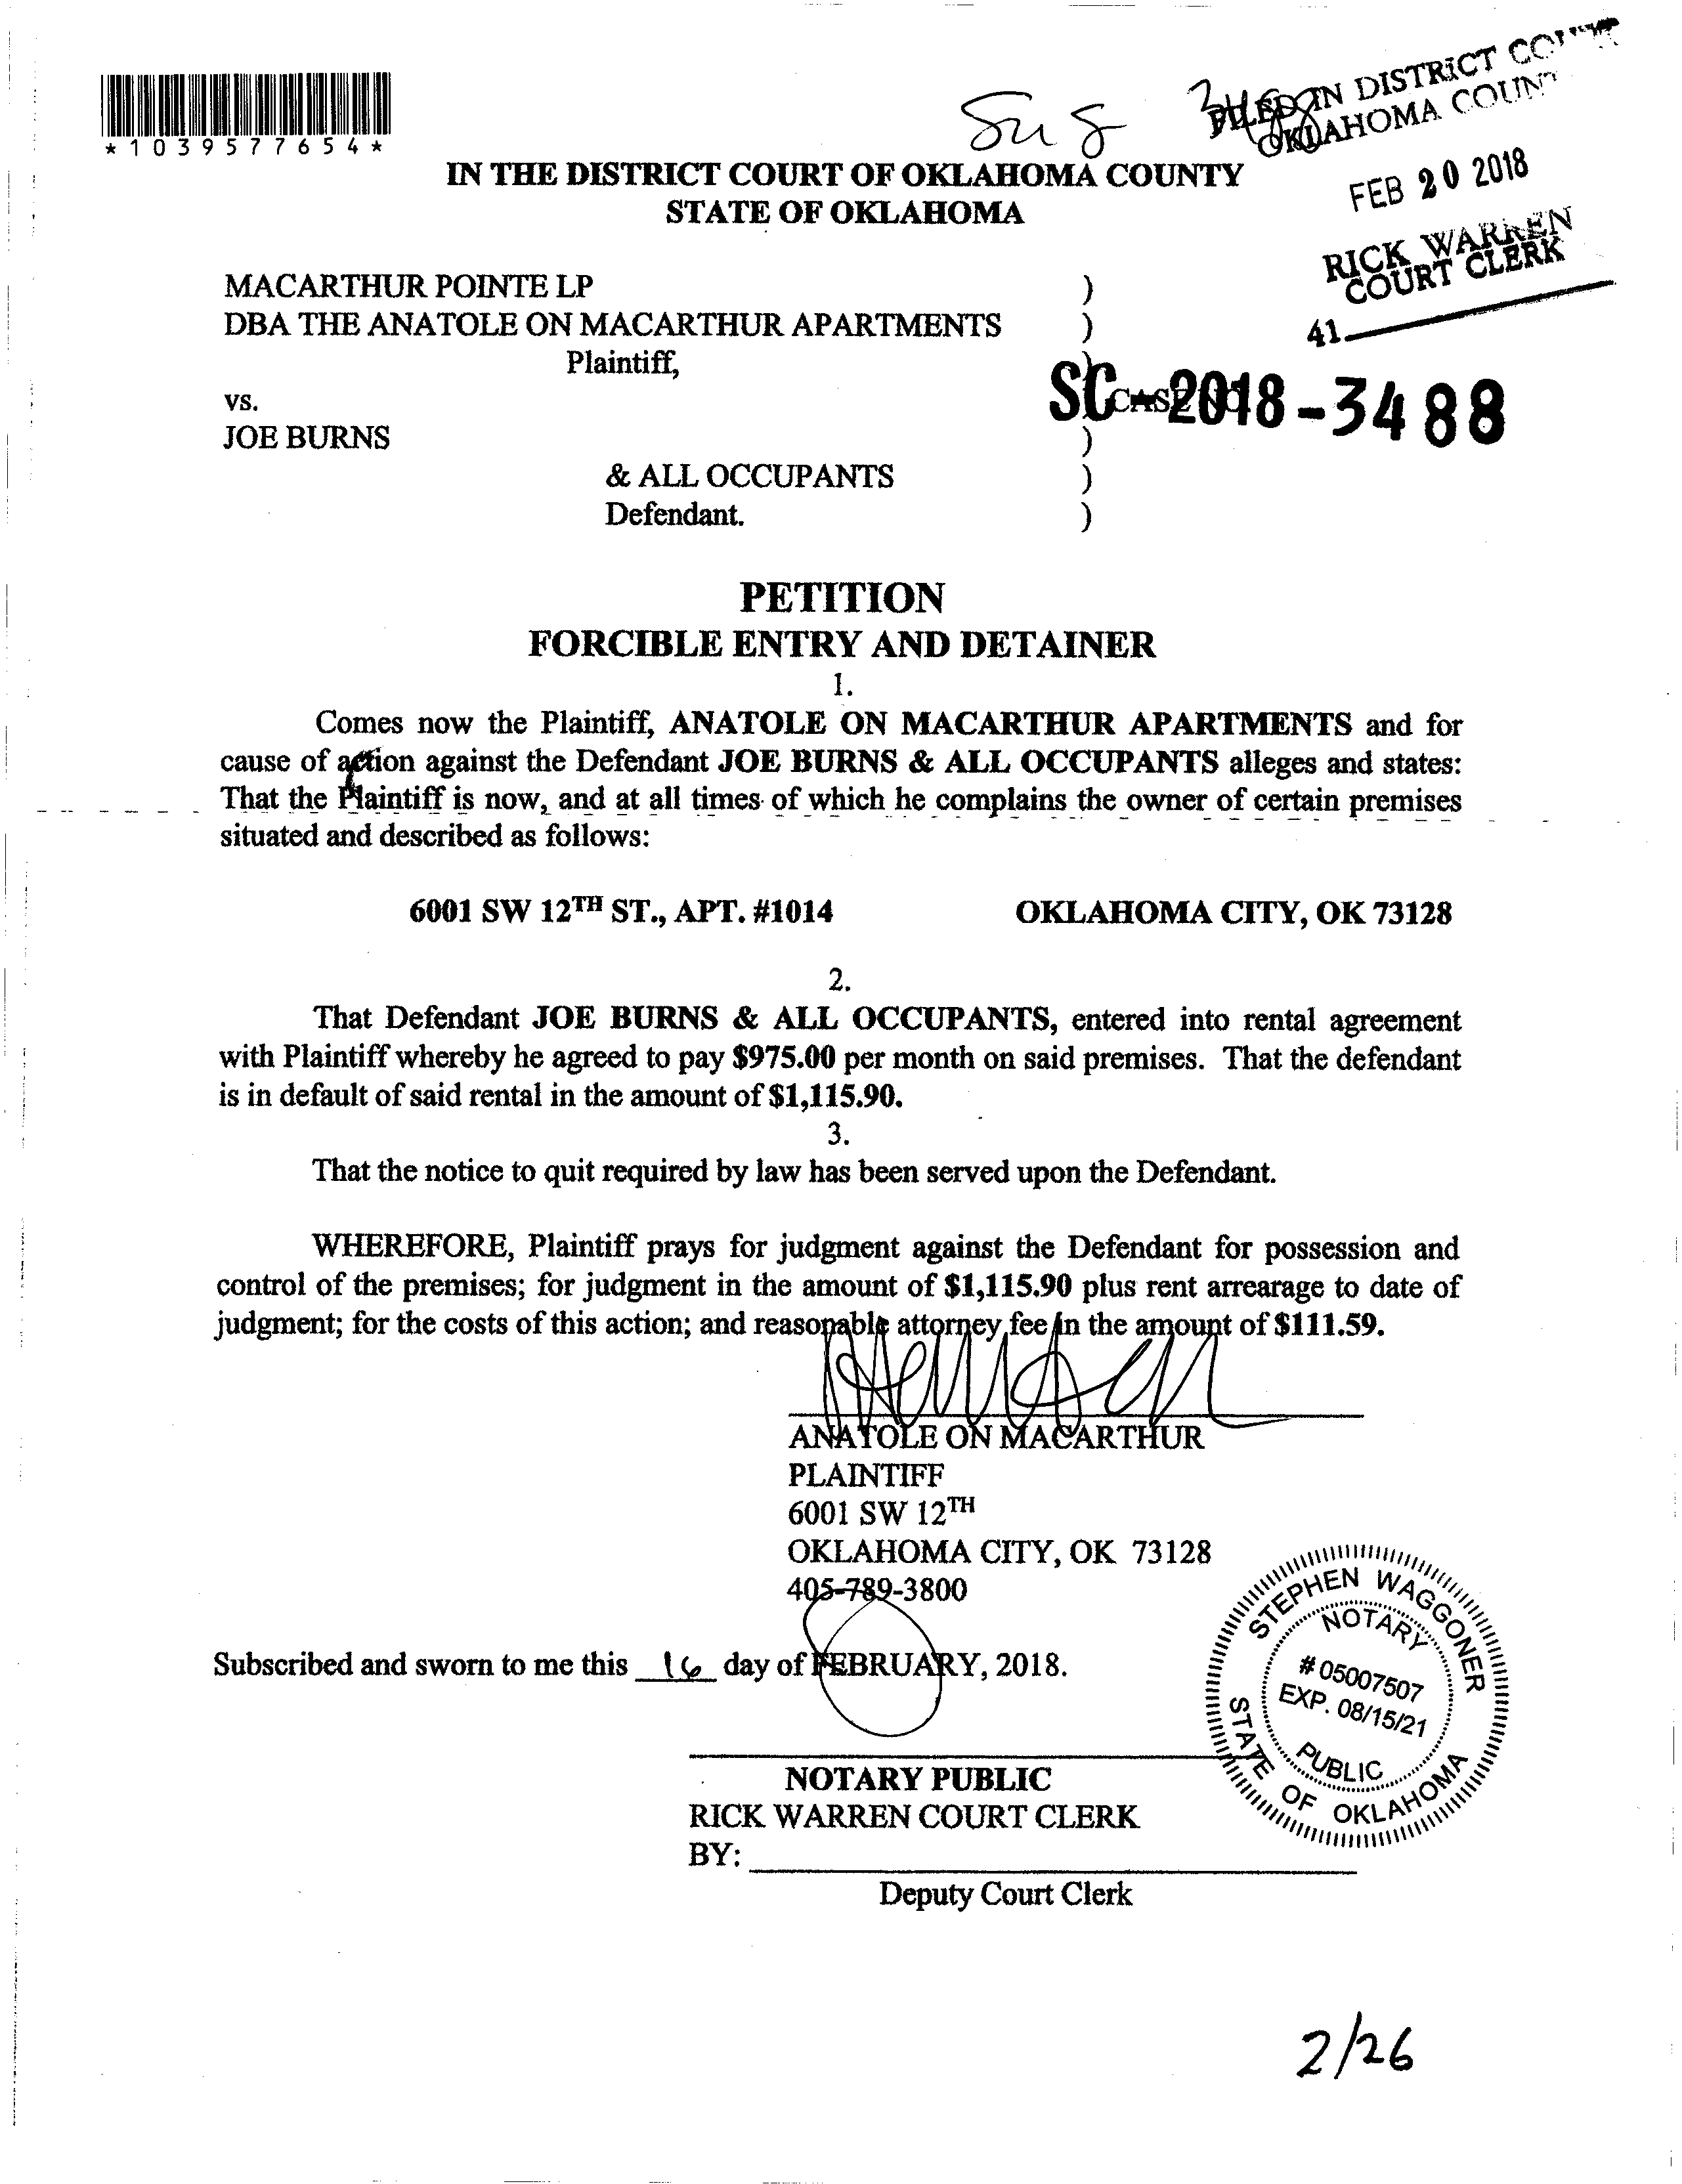 *1039577654*
3488
FILED IN DISTRICT COURT
OKLAHOMA COUNT
FEB 20 2018
RICK WARREN
COURT CLERK
41
IN THE DISTRICT COURT OF OKLAHOMA COUNTY
STATE OF OKLAHOMA
MACARTHUR POINTE LP )
DBA THE ANATOLE ON MACARTHUR APARTMENTS )
Plaintiff, )
SC-2018-3488
CASE NO
vs.
JOE BURNS )
& ALL OCCUPANTS )
Defendant. )
PETITION
FORCIBLE ENTRY AND DETAINER
1.
Comes now the Plaintiff, ANATOLE ON MACARTHUR APARTMENTS and for
cause of action against the Defendant JOE BURNS & ALL OCCUPANTS alleges and states:
That the Plaintiff is now, and at all times of which he complains the owner of certain premises
situated and described as follows:
6001 SW 12TH ST., APT. #1014 OKLAHOMA CITY, OK 73128
2.
That Defendant JOE BURNS & ALL OCCUPANTS, entered into rental agreement
with Plaintiff whereby he agreed to pay $975.00 per month on said premises. That the defendant
is in default of said rental in the amount of $1,115.90.
3.
That the notice to quit required by law has been served upon the Defendant.
WHEREFORE, Plaintiff prays for judgment against the Defendant for possession and
control of the premises; for judgment in the amount of $1,115.90 plus rent arrearage to date of
judgment; for the costs of this action; and reasonable attorney fee in the amount of $111.59.
ANATOLE ON MACARTHUR
PLAINTIFF
6001 SW 12TH
OKLAHOMA CITY, OK 73128
405-789-3800
Subscribed and sworn to me this 16 day of FEBRUARY, 2018.
STEPHEN WAGGONER
NOTARY
# 05007507
EXP. 08/15/21
PUBLIC
STATE OF OKLAHOMA
NOTARY PUBLIC
RICK WARREN COURT CLERK
BY:
Deputy Court Clerk
2/26